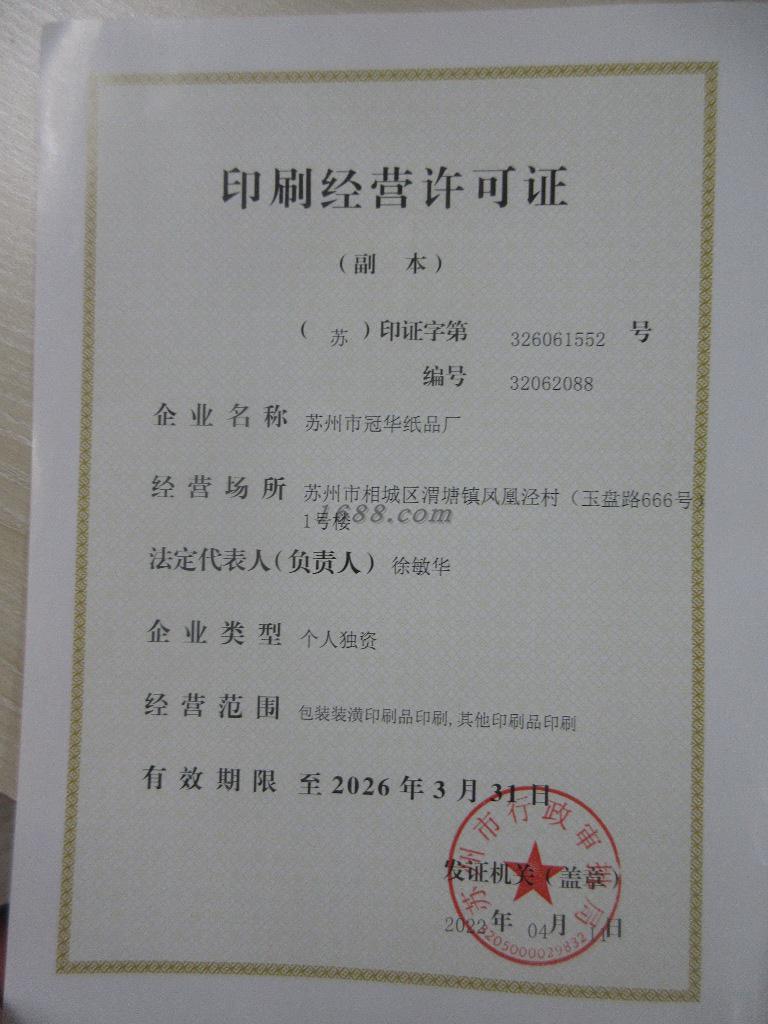 印刷经营许可证
（副 本）
（ 苏 ）印证字第 326061552 号
编号 32062088
企业名称 苏州市冠华纸品厂
经营场所 苏州市相城区渭塘镇凤凰泾村（玉盘路666号）
1号楼
1688.com
法定代表人(负责人) 徐敏华
企业类型 个人独资
经营范围 包装装潢印刷品印刷,其他印刷品印刷
有效期限 至2026年3月31日
苏州市行政审批局
发证机关（盖章）
2022年 04月 11日
3205000029832